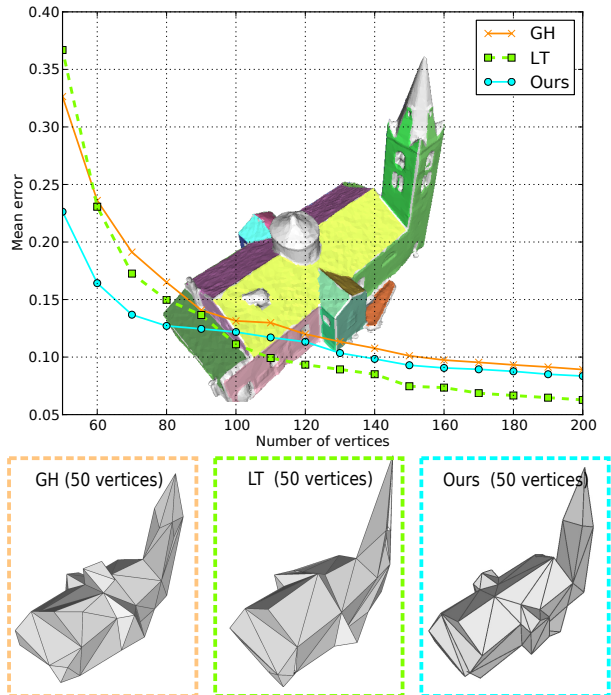 0.40
0.35
0.30
0.25
0.20
0.15
0.10
0.05
Mean error
GH
LT
Ours
60 80 100 120 140 160 180 200
Number of vertices
GH (50 vertices)
LT (50 vertices)
Ours (50 vertices)